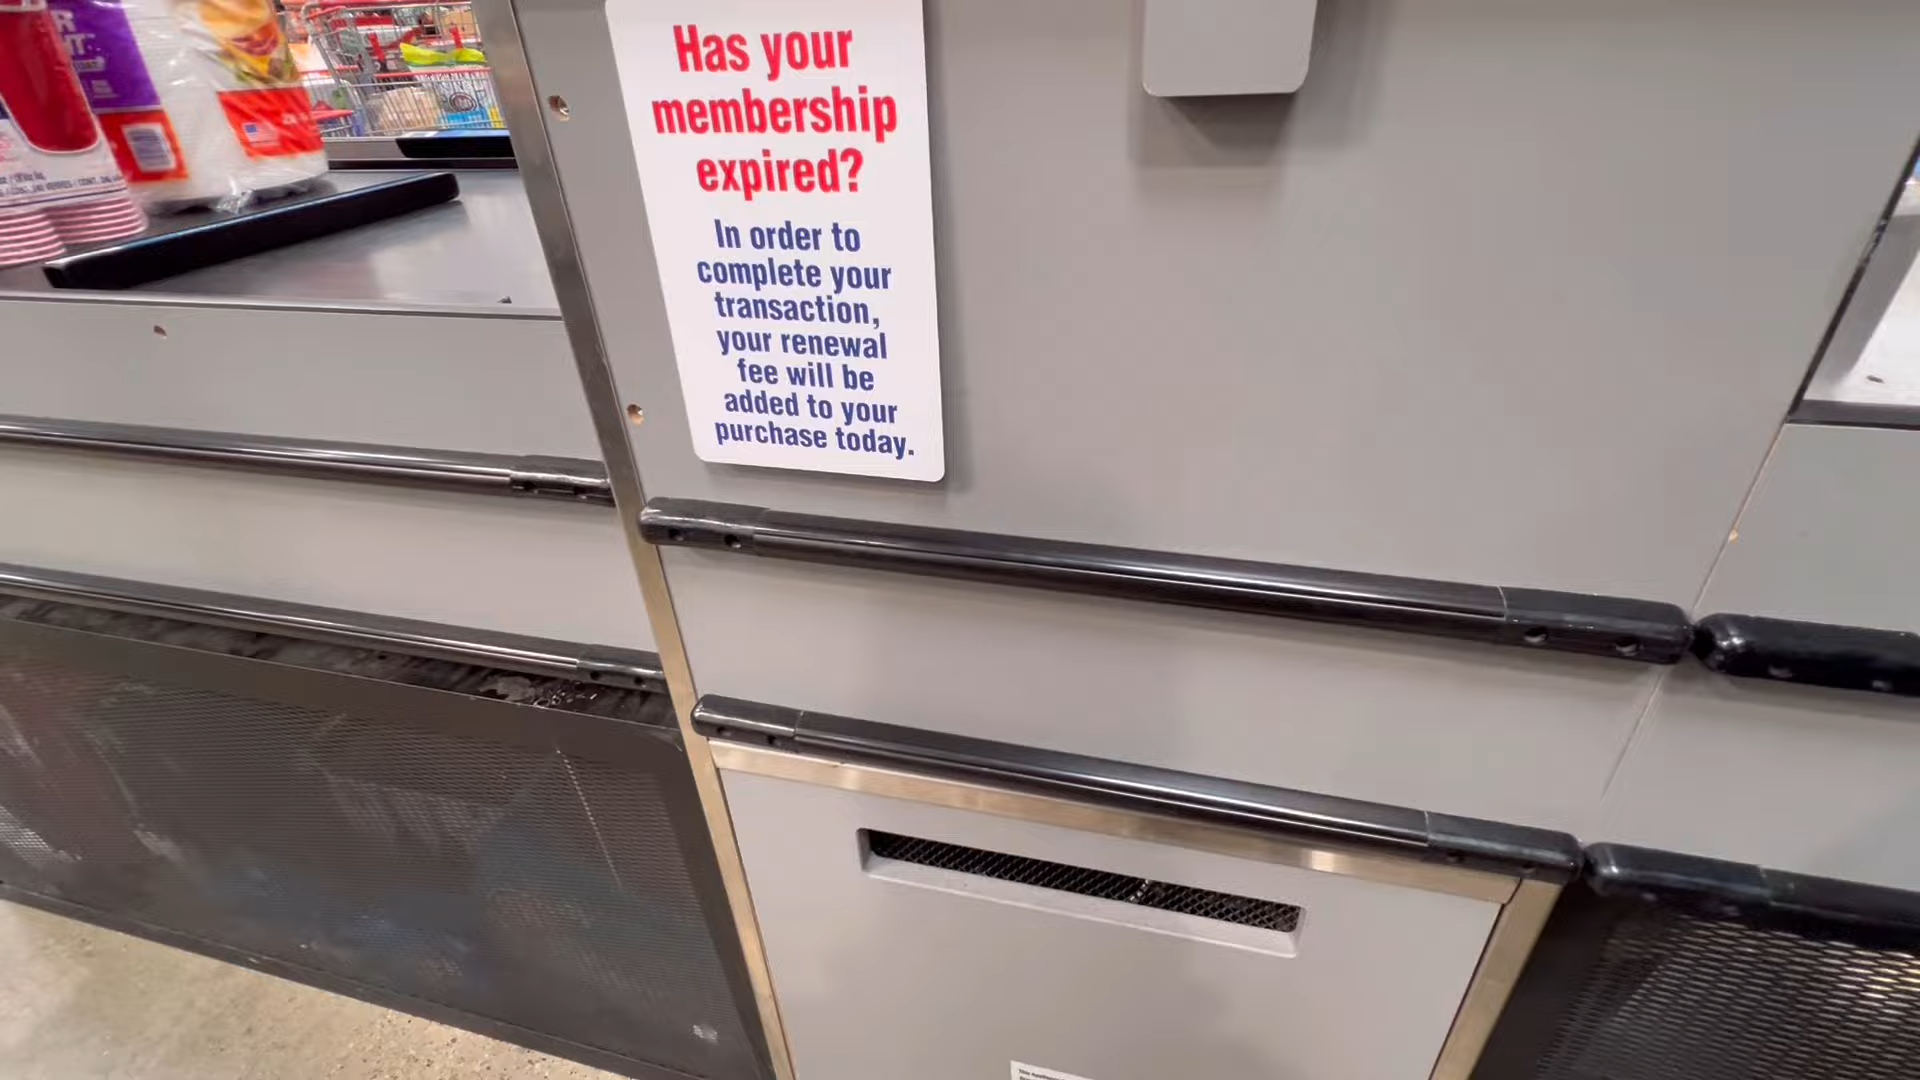 Has your
membership
expired?
In order to
complete your
transaction,
your renewal
fee will be
added to your
purchase today.